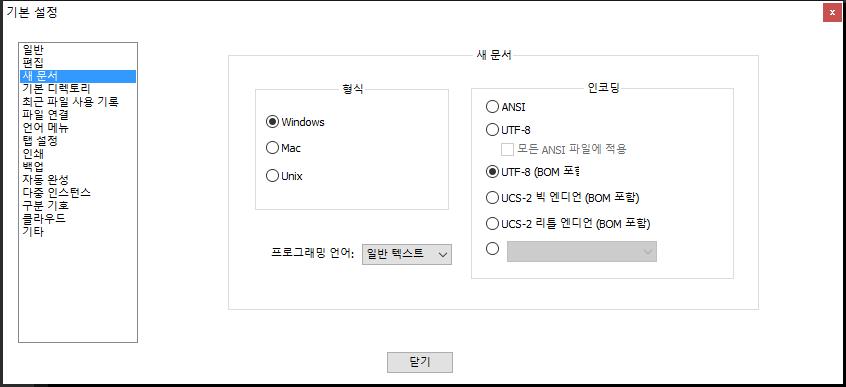 기본 설정
x
일반
편집
새 문서
기본 디렉토리
최근 파일 사용 기록
파일 연결
언어 메뉴
탭 설정
인쇄
백업
자동 완성
다중 인스턴스
구분 기호
클라우드
기타
새 문서
형식
Windows
Mac
Unix
프로그래밍 언어:
일반 텍스트
인코딩
ANSI
UTF-8
모든 ANSI 파일에 적용
UTF-8 (BOM 포함
UCS-2 빅 엔디언 (BOM 포함)
UCS-2 리틀 엔디언 (BOM 포함)
닫기